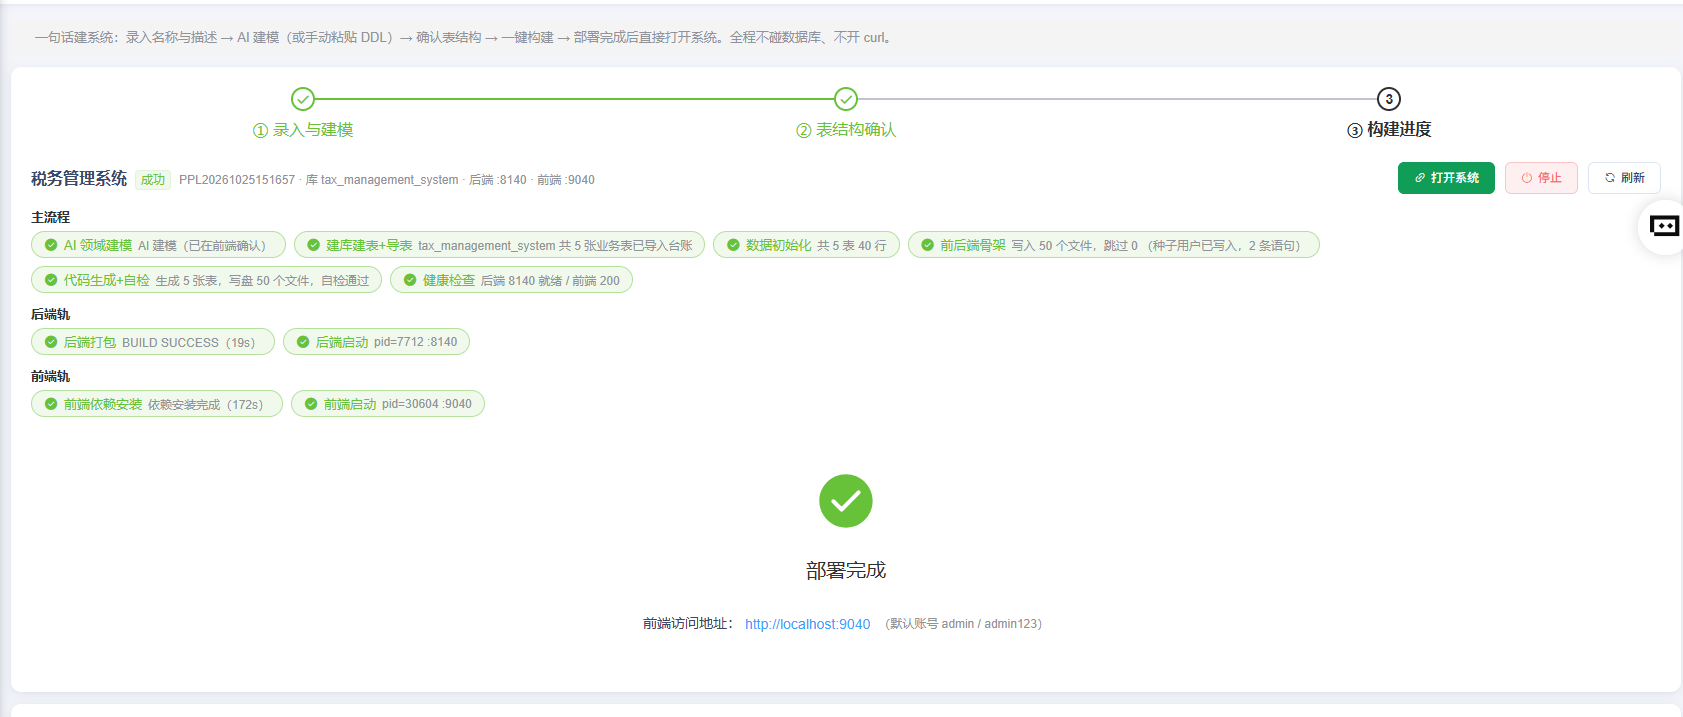 一句话建系统：录入名称与描述 → AI 建模（或手动粘贴 DDL）→ 确认表结构 → 一键构建 → 部署完成后直接打开系统。全程不碰数据库、不开 curl。
3
① 录入与建模
② 表结构确认
③ 构建进度
税务管理系统 成功 PPL20261025151657 · 库 tax_management_system · 后端 :8140 · 前端 :9040
打开系统 停止 刷新
主流程
AI 领域建模 AI 建模（已在前端确认） 建库建表+导表 tax_management_system 共 5 张业务表已导入台账 数据初始化 共 5 表 40 行 前后端骨架 写入 50 个文件，跳过 0 （种子用户已写入，2 条语句）
代码生成+自检 生成 5 张表，写盘 50 个文件，自检通过 健康检查 后端 8140 就绪 / 前端 200
后端轨
后端打包 BUILD SUCCESS（19s） 后端启动 pid=7712 :8140
前端轨
前端依赖安装 依赖安装完成（172s） 前端启动 pid=30604 :9040
部署完成
前端访问地址： http://localhost:9040 （默认账号 admin / admin123）